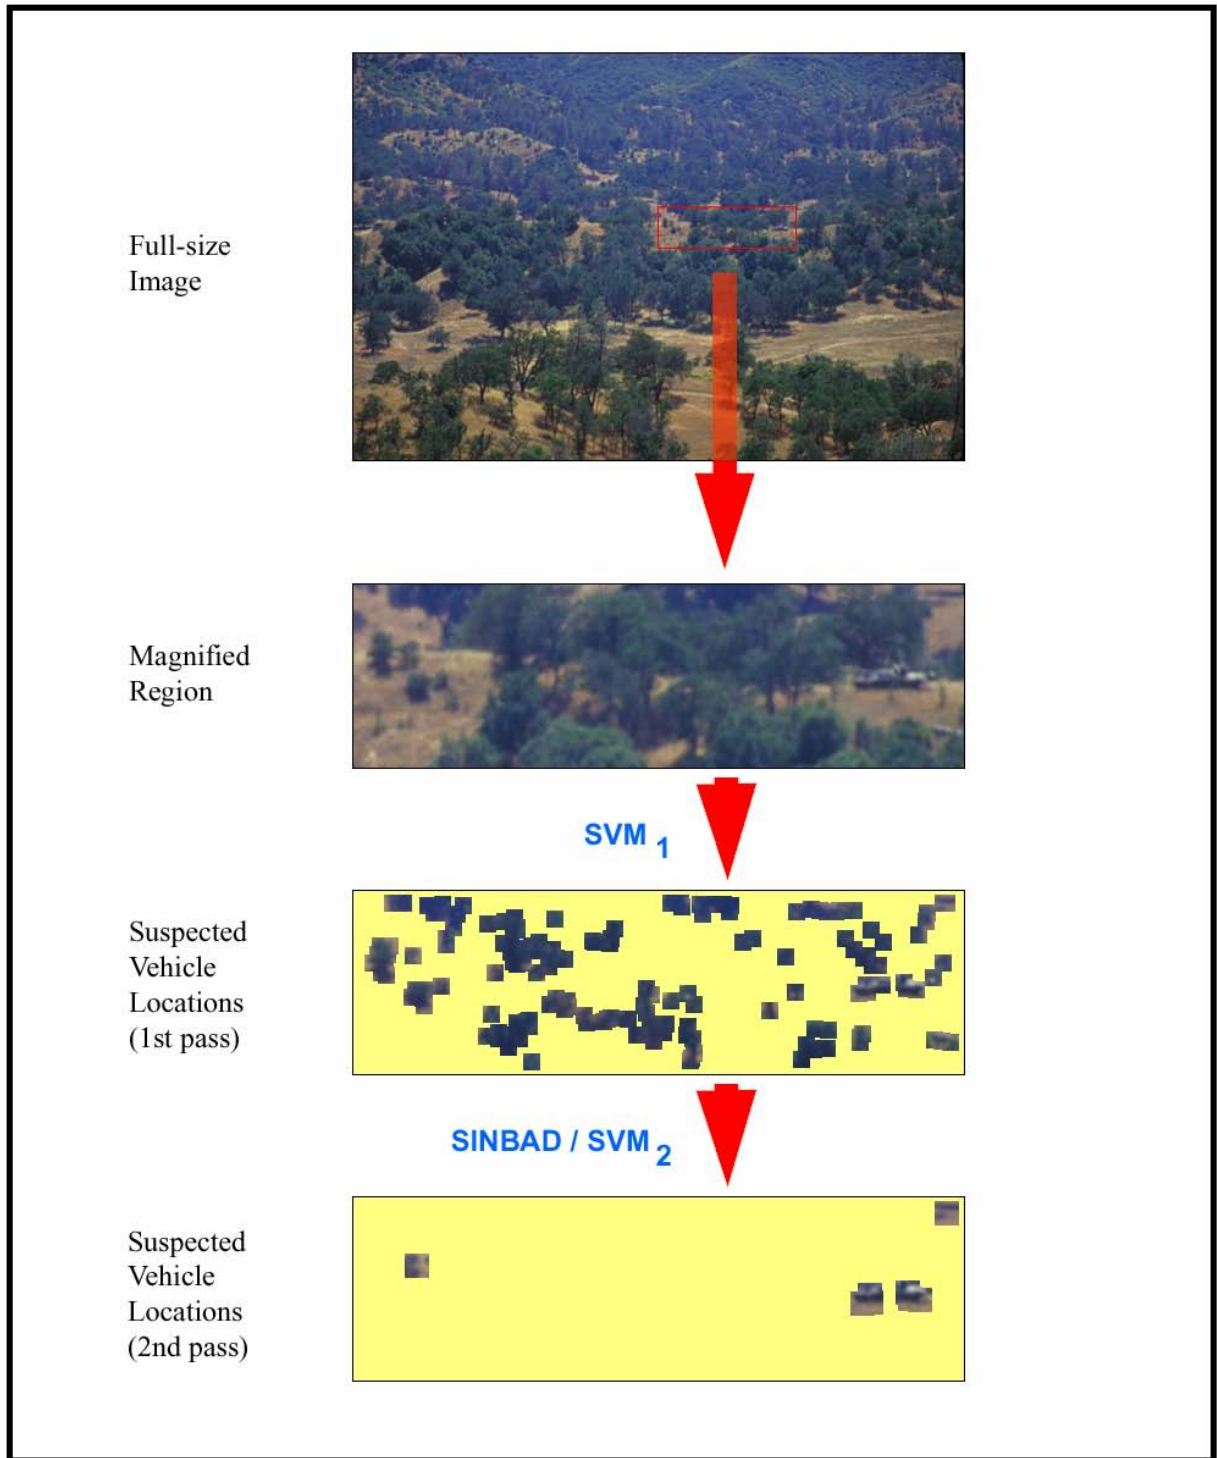 Full-size
Image
Magnified
Region
SVM 1
Suspected
Vehicle
Locations
(1st pass)
SINBAD / SVM 2
Suspected
Vehicle
Locations
(2nd pass)